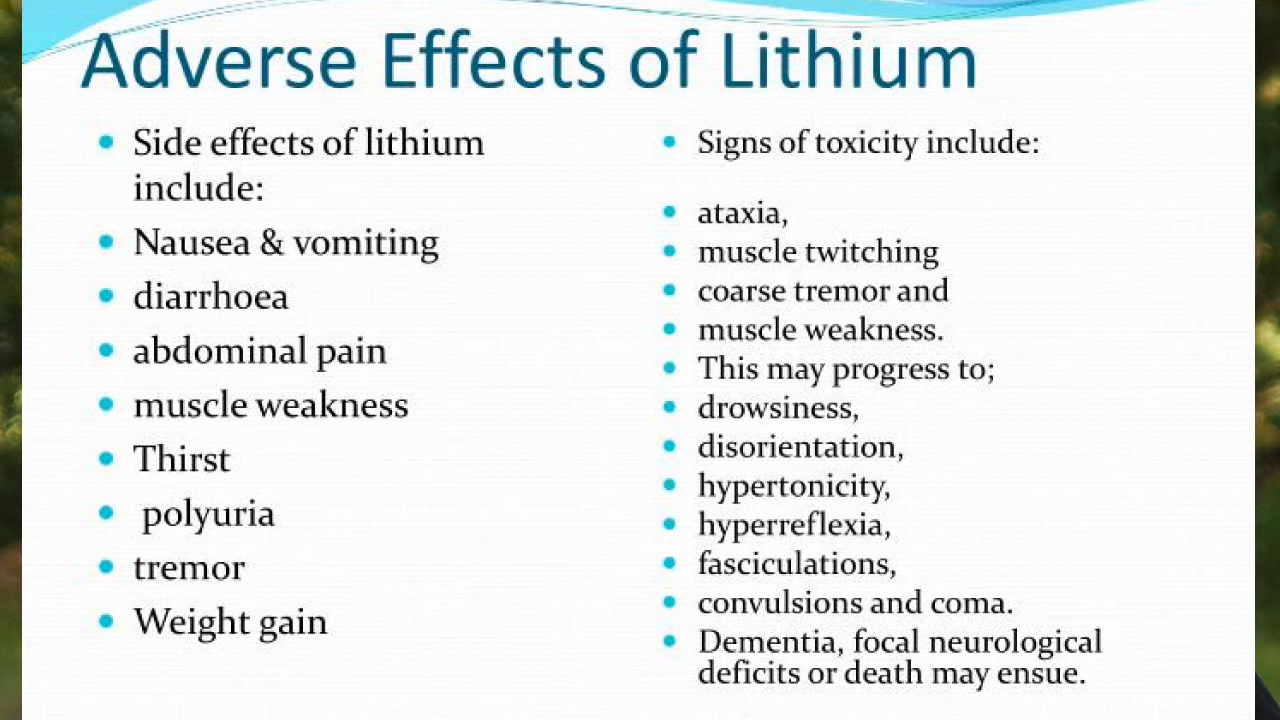 Adverse Effects of Lithium
Side effects of lithium
include:
Nausea & vomiting
diarrhoea
abdominal pain
muscle weakness
Thirst
polyuria
tremor
Weight gain
Signs of toxicity include:
ataxia,
muscle twitching
coarse tremor and
muscle weakness.
This may progress to;
drowsiness,
disorientation,
hypertonicity,
hyperreflexia,
fasciculations,
convulsions and coma.
Dementia, focal neurological
deficits or death may ensue.